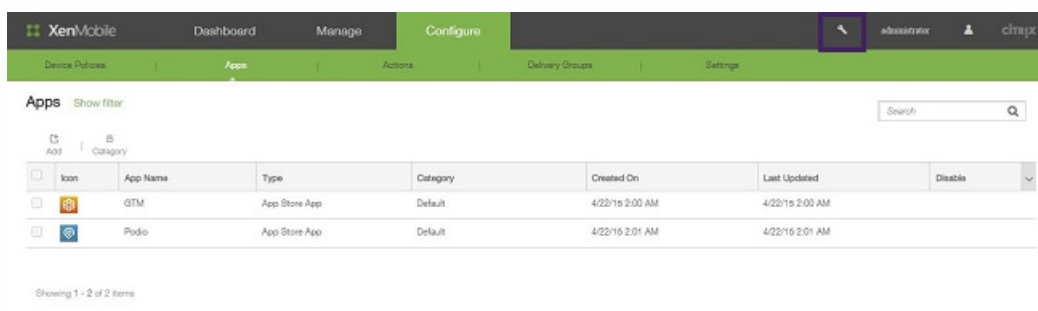 XenMobile Dashboard Manage Configure administrator citrix
Device Policies Apps Actions Delivery Groups Settings
Apps Show filter
Search
Add Category
Icon App Name Type Category Created On Last Updated Disable
GTM App Store App Default 4/22/15 2:00 AM 4/22/15 2:00 AM
Podio App Store App Default 4/22/15 2:01 AM 4/22/15 2:01 AM
Showing 1 - 2 of 2 items